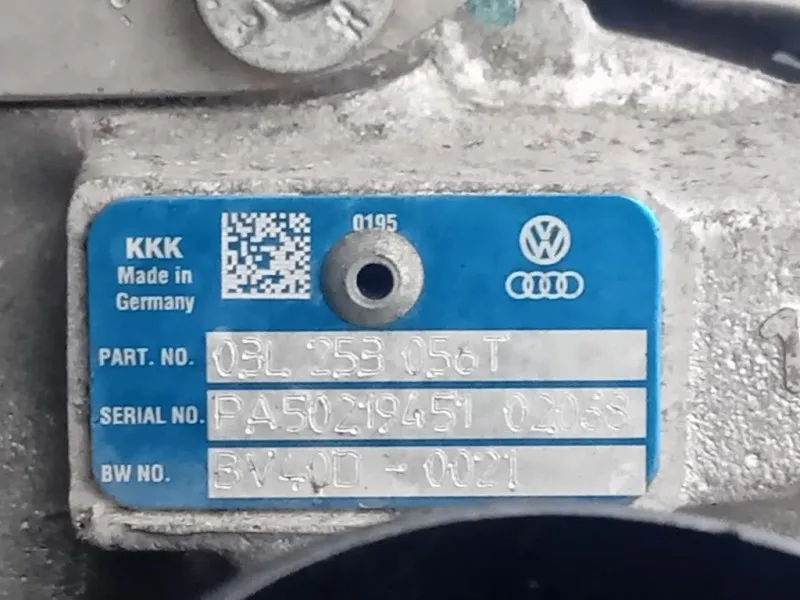 0195
KKK
Made in
Germany
PART. NO. 03L 253 056T
SERIAL NO. PA50219451 02068
BW NO. BV40D - 0021